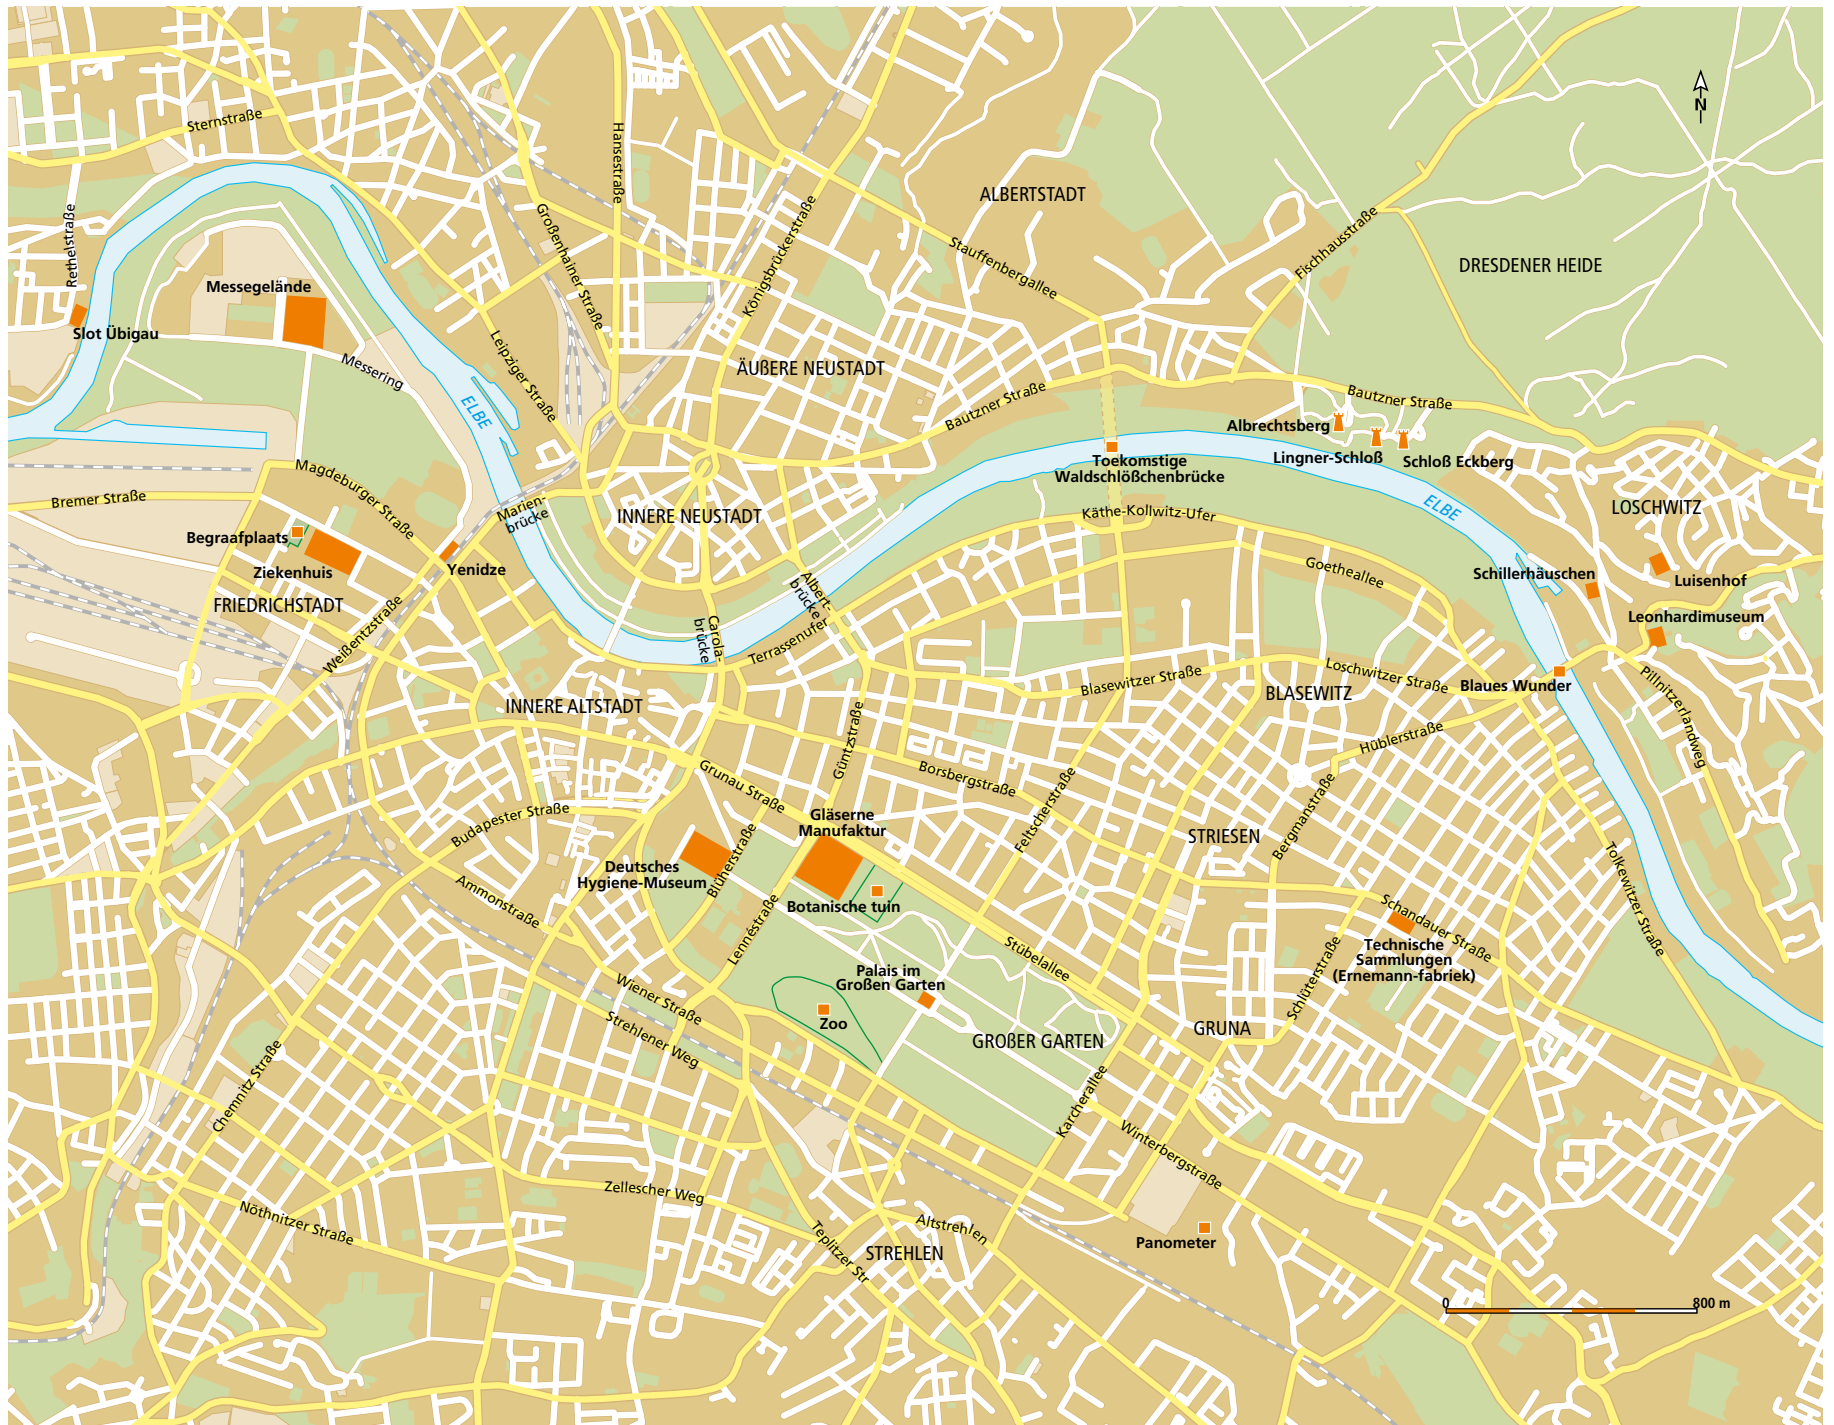 N
Sternstraße
Hansestraße
ALBERTSTADT
Großenhainer Straße
Königsbrückerstraße
Rethelstraße
Stauffenbergallee
Fischhausstraße
DRESDENER HEIDE
Messegelände
Slot Übigau
Messering
Leipziger Straße
ÄUßERE NEUSTADT
ELBE
Bautzner Straße
Bautzner Straße
Albrechtsberg
Lingner-Schloß
Schloß Eckberg
Toekomstige
Waldschlößchenbrücke
Magdeburger Straße
Bremer Straße
Marien-
brücke
INNERE NEUSTADT
Käthe-Kollwitz-Ufer
ELBE
LOSCHWITZ
Begraafplaats
Ziekenhuis
Yenidze
FRIEDRICHSTADT
Goetheallee
Schillerhäuschen
Luisenhof
Leonhardimuseum
Albert-
brücke
Carola-
brücke
Terrassenufer
Weißentzstraße
Blasewitzer Straße
Loschwitzer Straße
Blaues Wunder
Pillnitzerlandweg
INNERE ALTSTADT
BLASEWITZ
Güntzstraße
Hüblerstraße
Grunau Straße
Borsbergstraße
Feltscherstraße
Bergmanstraße
Budapester Straße
Gläserne
Manufaktur
STRIESEN
Blüherstraße
Deutsches
Hygiene-Museum
Tolkewitzer Straße
Ammonstraße
Botanische tuin
Lennéstraße
Schandauer Straße
Stübelallee
Technische
Sammlungen
(Ernemann-fabriek)
Palais im
Großen Garten
Schlüterstraße
Wiener Straße
Zoo
Strehlener Weg
GROßER GARTEN
GRUNA
Chemnitz Straße
Karcherallee
Winterbergstraße
Zellescher Weg
Nöthnitzer Straße
Altstrehlen
Teplitzer Str
STREHLEN
Panometer
0
800 m